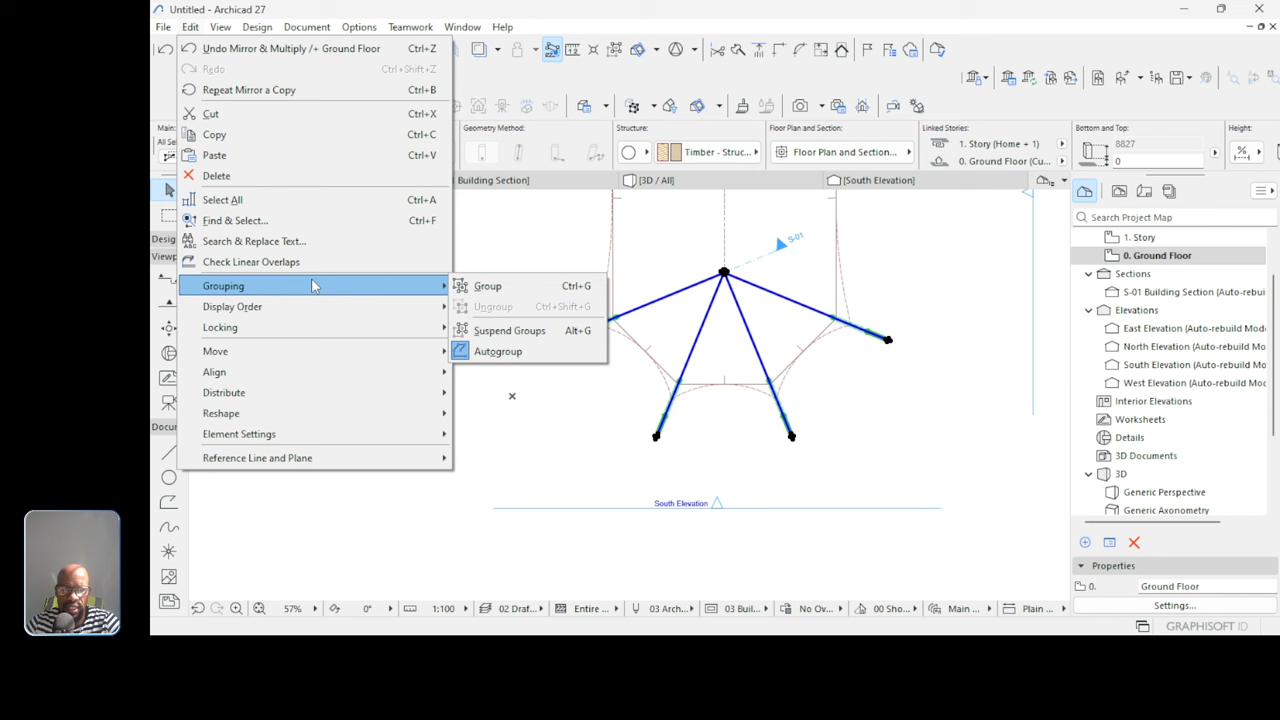 Untitled - Archicad 27
File Edit View Design Document Options Teamwork Window Help
Undo Mirror & Multiply /+ Ground Floor Ctrl+Z
Redo Ctrl+Shift+Z
Repeat Mirror a Copy Ctrl+B
Cut Ctrl+X
Copy Ctrl+C
Paste Ctrl+V
Delete
Select All Ctrl+A
Find & Select... Ctrl+F
Search & Replace Text...
Check Linear Overlaps
Grouping
Display Order
Locking
Move
Align
Distribute
Reshape
Element Settings
Reference Line and Plane
Group Ctrl+G
Ungroup Ctrl+Shift+G
Suspend Groups Alt+G
Autogroup
Main:
All Sel
Geometry Method:
Structure:
Timber - Struc...
Floor Plan and Section:
Floor Plan and Section...
Linked Stories:
1. Story (Home + 1)
0. Ground Floor (Cu...
Bottom and Top:
8827
0
Height:
Building Section]
[3D / All]
[South Elevation]
Desig
Viewp
Docur
S-01
South Elevation
Search Project Map
1. Story
0. Ground Floor
Sections
S-01 Building Section (Auto-rebui
Elevations
East Elevation (Auto-rebuild Mod
North Elevation (Auto-rebuild Mo
South Elevation (Auto-rebuild Mo
West Elevation (Auto-rebuild Mo
Interior Elevations
Worksheets
Details
3D Documents
3D
Generic Perspective
Generic Axonometry
Properties
0. Ground Floor
Settings...
57% 0° 1:100 02 Draf... Entire ... 03 Arch... 03 Buil... No Ov... 00 Sho... Main ... Plain ...
GRAPHISOFT ID